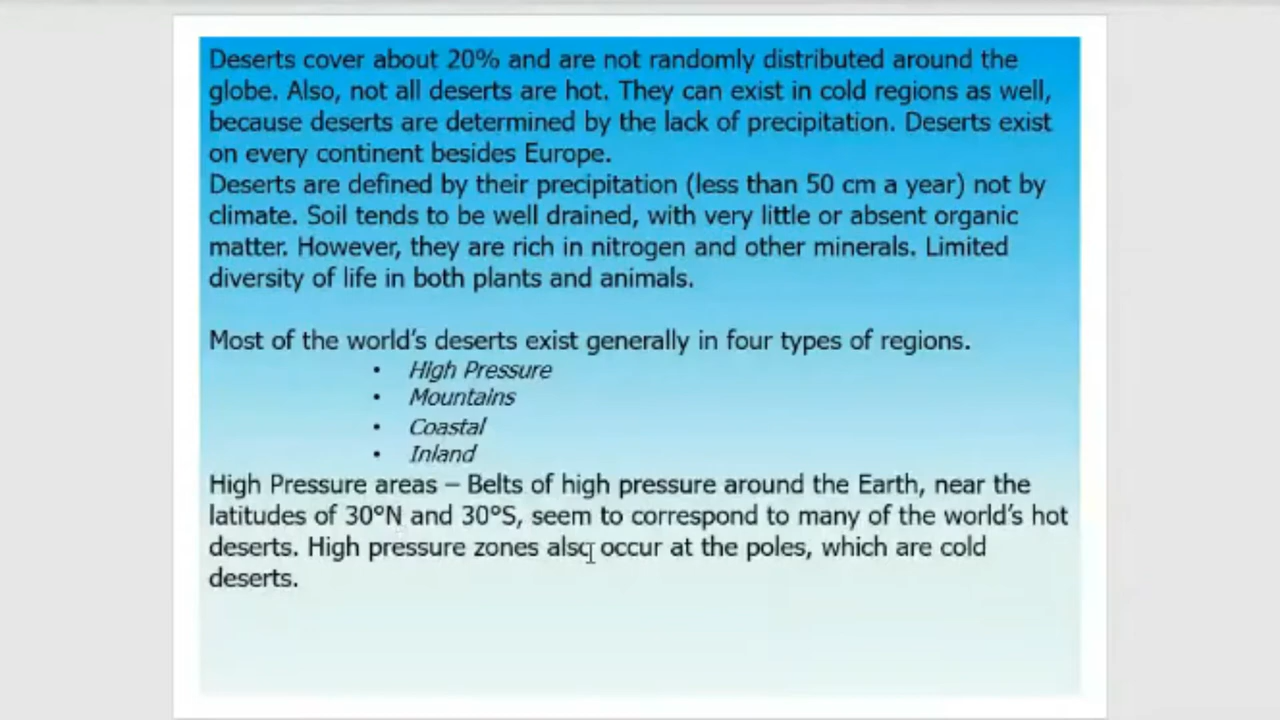 Deserts cover about 20% and are not randomly distributed around the
globe. Also, not all deserts are hot. They can exist in cold regions as well,
because deserts are determined by the lack of precipitation. Deserts exist
on every continent besides Europe.
Deserts are defined by their precipitation (less than 50 cm a year) not by
climate. Soil tends to be well drained, with very little or absent organic
matter. However, they are rich in nitrogen and other minerals. Limited
diversity of life in both plants and animals.
Most of the world's deserts exist generally in four types of regions.
• High Pressure
• Mountains
• Coastal
• Inland
High Pressure areas – Belts of high pressure around the Earth, near the
latitudes of 30°N and 30°S, seem to correspond to many of the world's hot
deserts. High pressure zones also occur at the poles, which are cold
deserts.